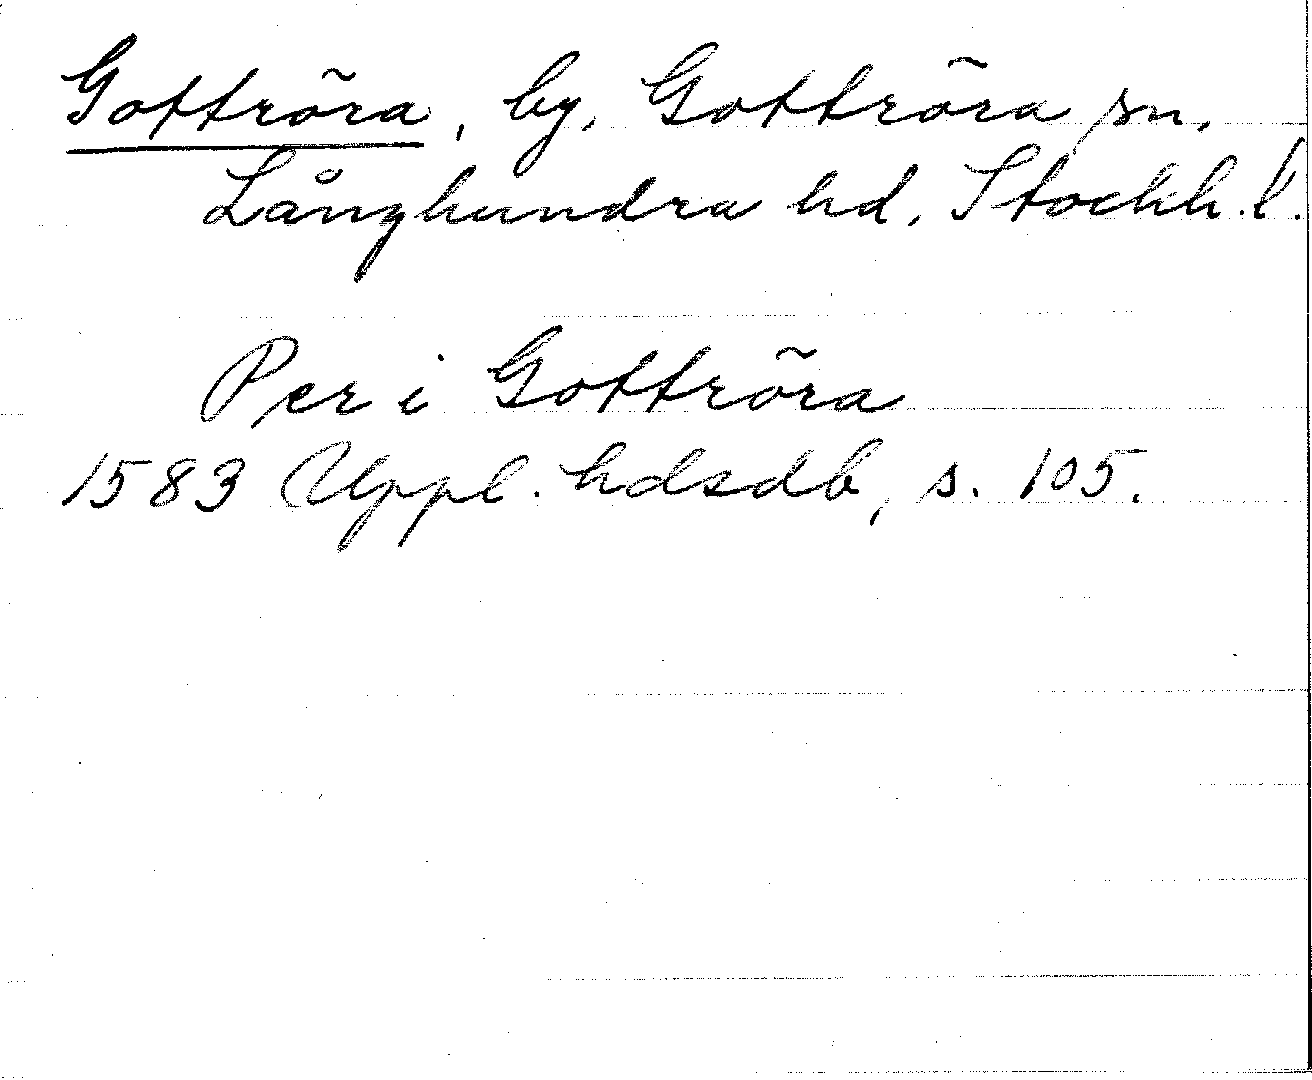 Gottröra, by, Gottröra sn,
Långhundra hd, Stockh. l.
Per i Gottröra
1583 Uppl. hdsdb, s. 105.